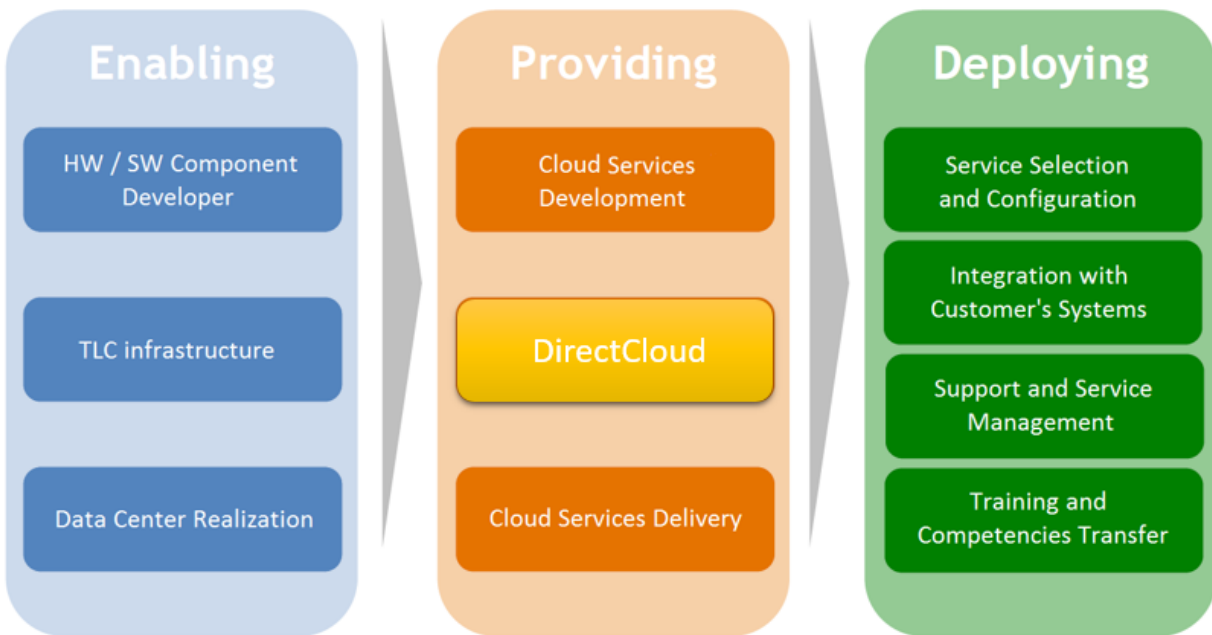 Enabling
HW / SW Component
Developer
TLC infrastructure
Data Center Realization
Providing
Cloud Services
Development
DirectCloud
Cloud Services Delivery
Deploying
Service Selection
and Configuration
Integration with
Customer's Systems
Support and Service
Management
Training and
Competencies Transfer